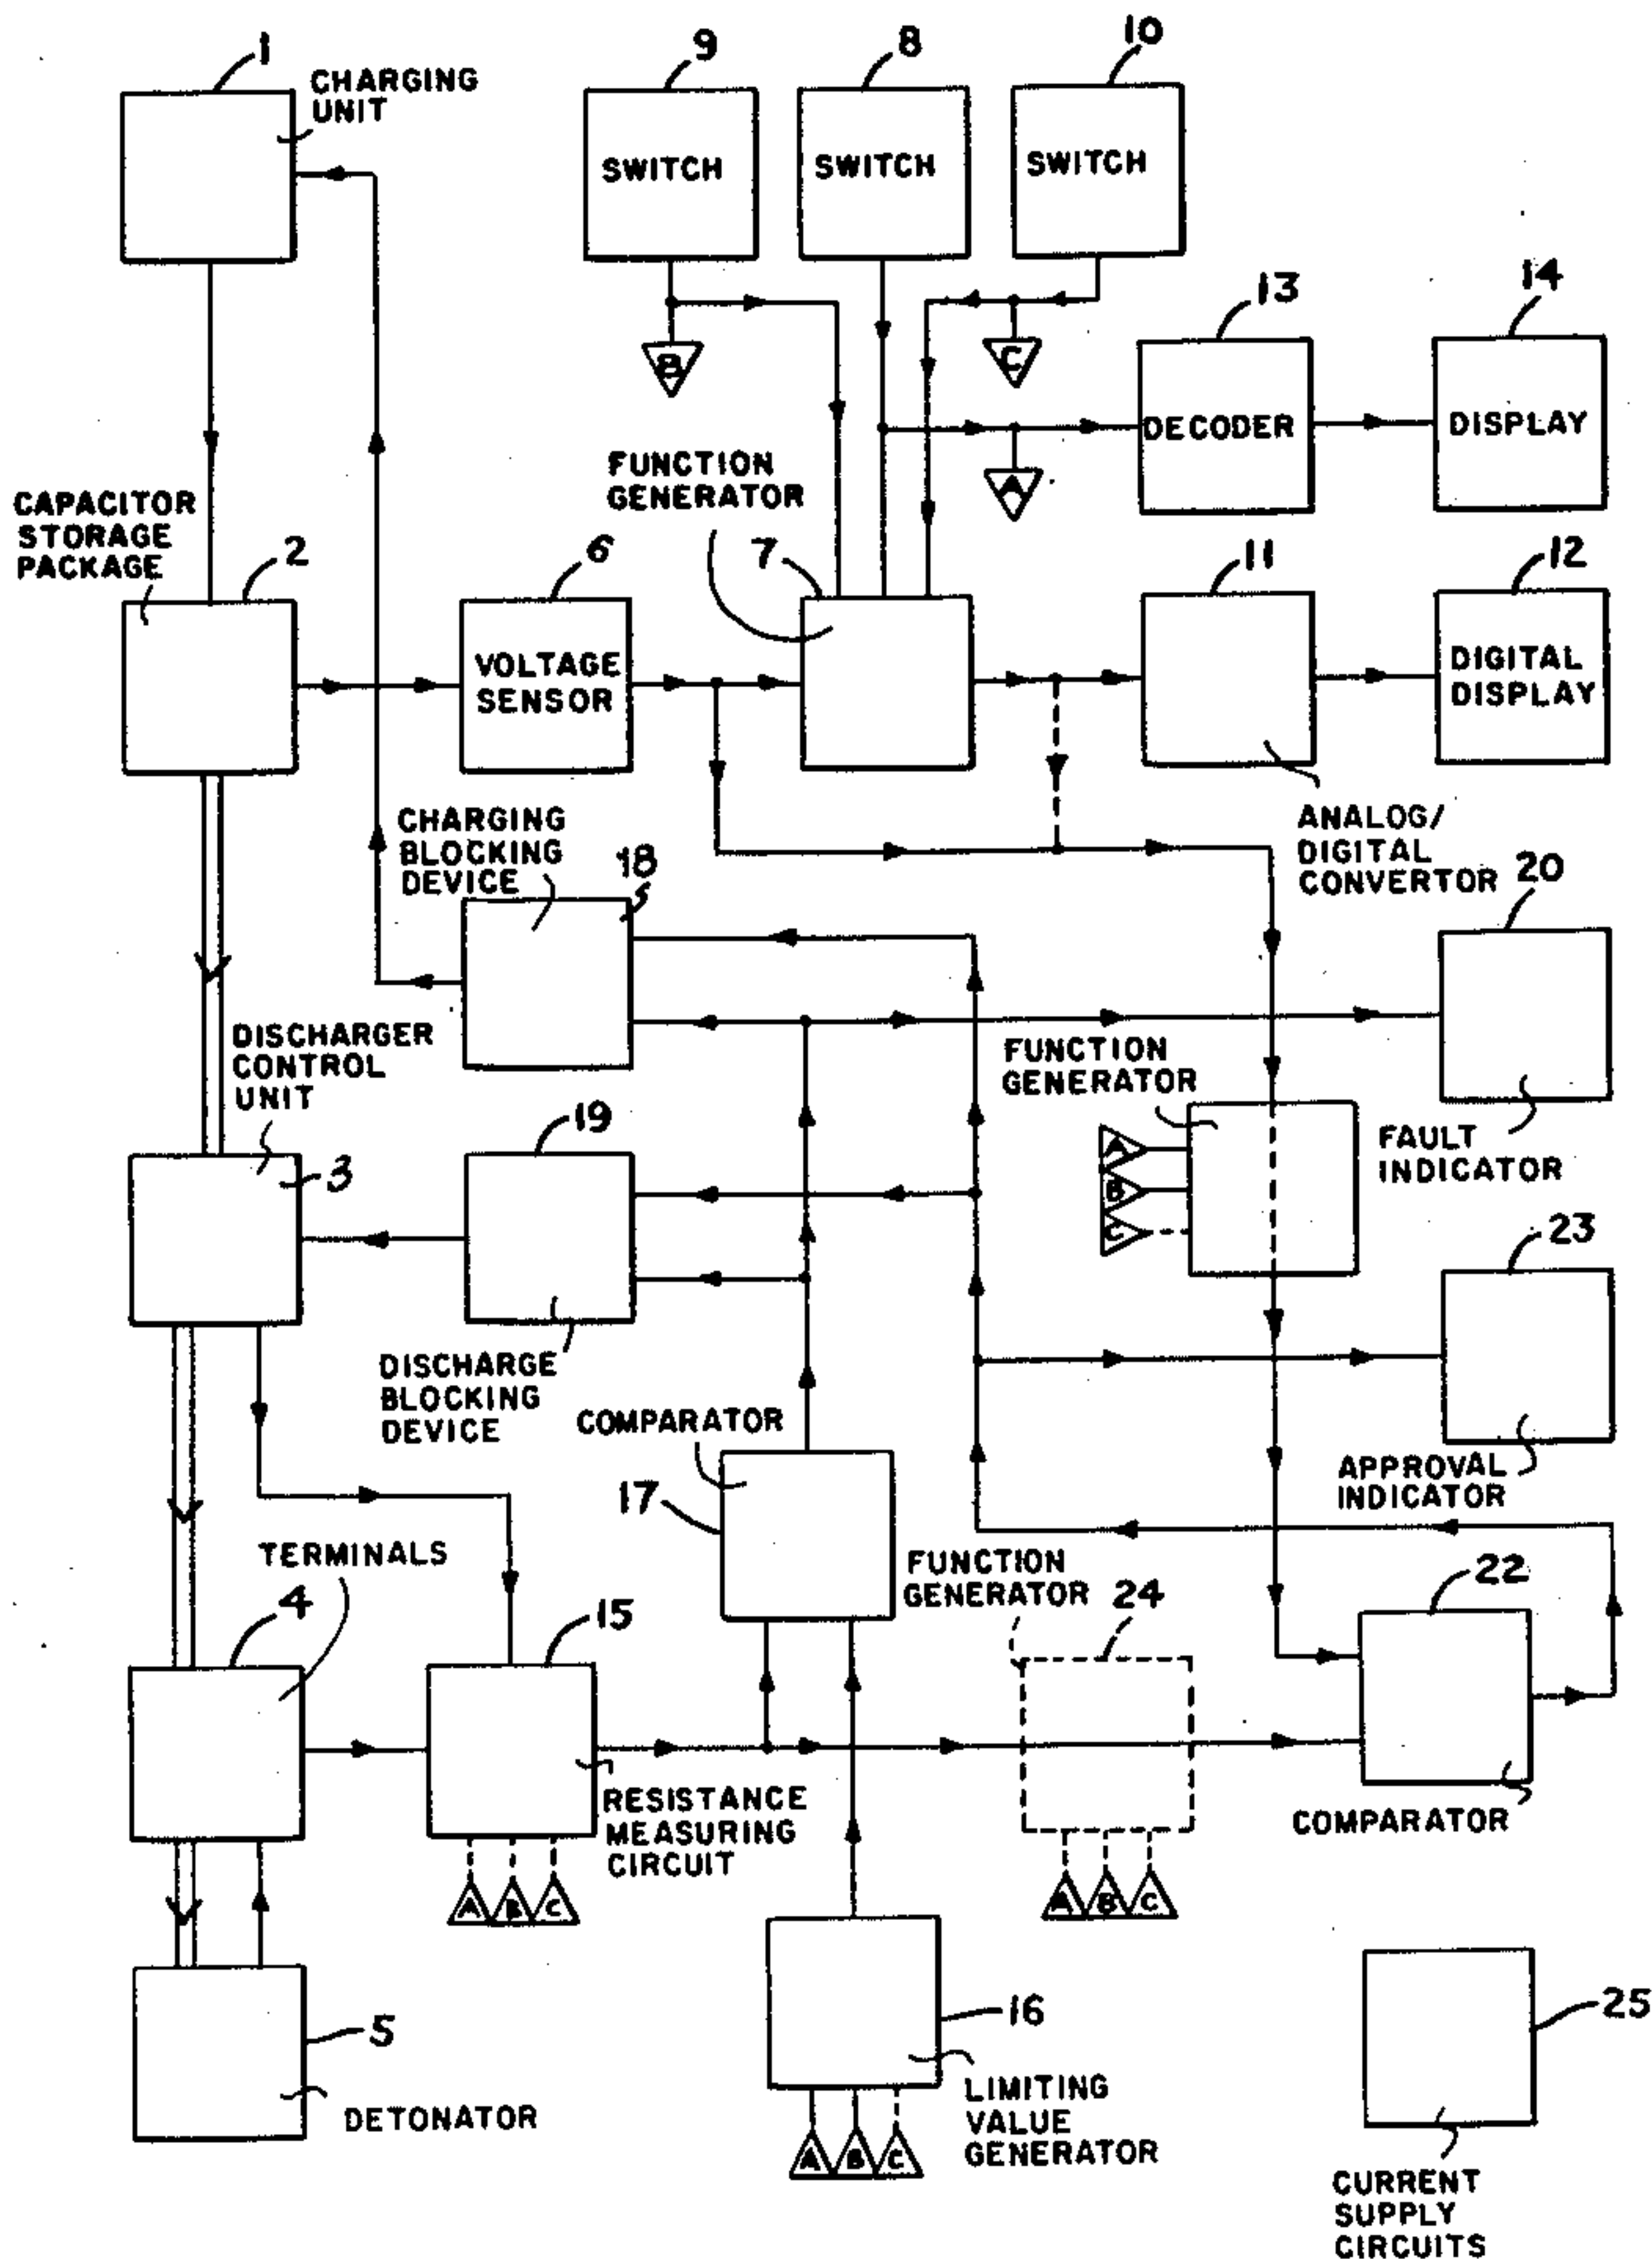 1
CHARGING
UNIT
9
SWITCH
8
SWITCH
10
SWITCH
B
C
A
13
DECODER
14
DISPLAY
FUNCTION
GENERATOR
7
CAPACITOR
STORAGE
PACKAGE
2
6
VOLTAGE
SENSOR
11
12
DIGITAL
DISPLAY
ANALOG/
DIGITAL
CONVERTOR
CHARGING
BLOCKING
DEVICE
18
20
FAULT
INDICATOR
DISCHARGER
CONTROL
UNIT
3
19
FUNCTION
GENERATOR
A
B
C
23
APPROVAL
INDICATOR
DISCHARGE
BLOCKING
DEVICE
COMPARATOR
17
TERMINALS
4
15
RESISTANCE
MEASURING
CIRCUIT
A B C
FUNCTION
GENERATOR
24
A B C
22
COMPARATOR
5
DETONATOR
16
LIMITING
VALUE
GENERATOR
A B C
25
CURRENT
SUPPLY
CIRCUITS